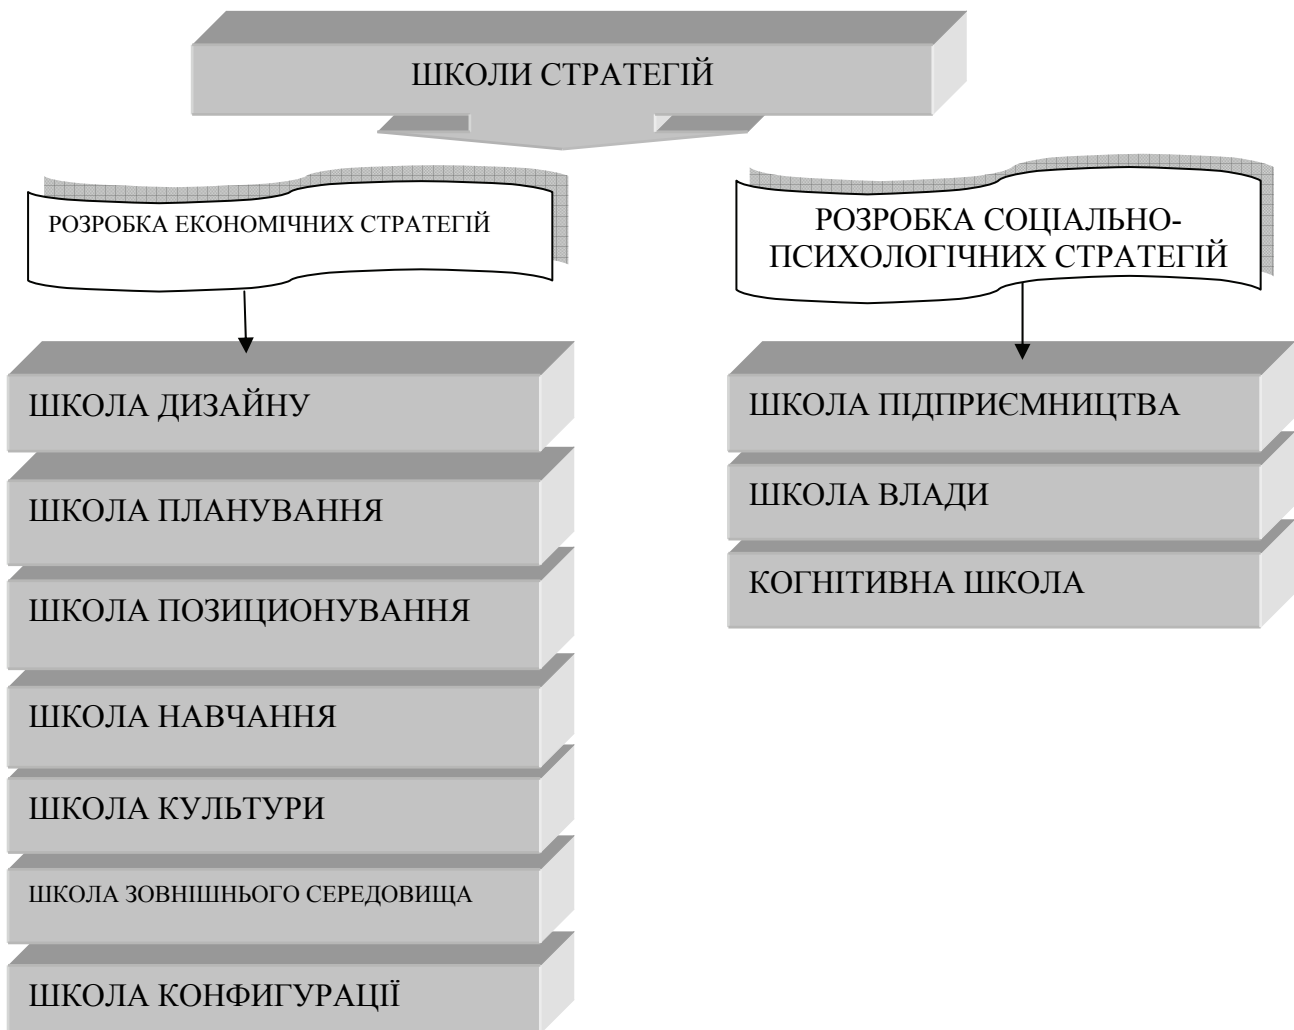 ШКОЛИ СТРАТЕГІЙ
РОЗРОБКА ЕКОНОМІЧНИХ СТРАТЕГІЙ
РОЗРОБКА СОЦІАЛЬНО-
ПСИХОЛОГІЧНИХ СТРАТЕГІЙ
ШКОЛА ДИЗАЙНУ
ШКОЛА ПЛАНУВАННЯ
ШКОЛА ПОЗИЦИОНУВАННЯ
ШКОЛА НАВЧАННЯ
ШКОЛА КУЛЬТУРИ
ШКОЛА ЗОВНІШНЬОГО СЕРЕДОВИЩА
ШКОЛА КОНФИГУРАЦІЇ
ШКОЛА ПІДПРИЄМНИЦТВА
ШКОЛА ВЛАДИ
КОГНІТИВНА ШКОЛА